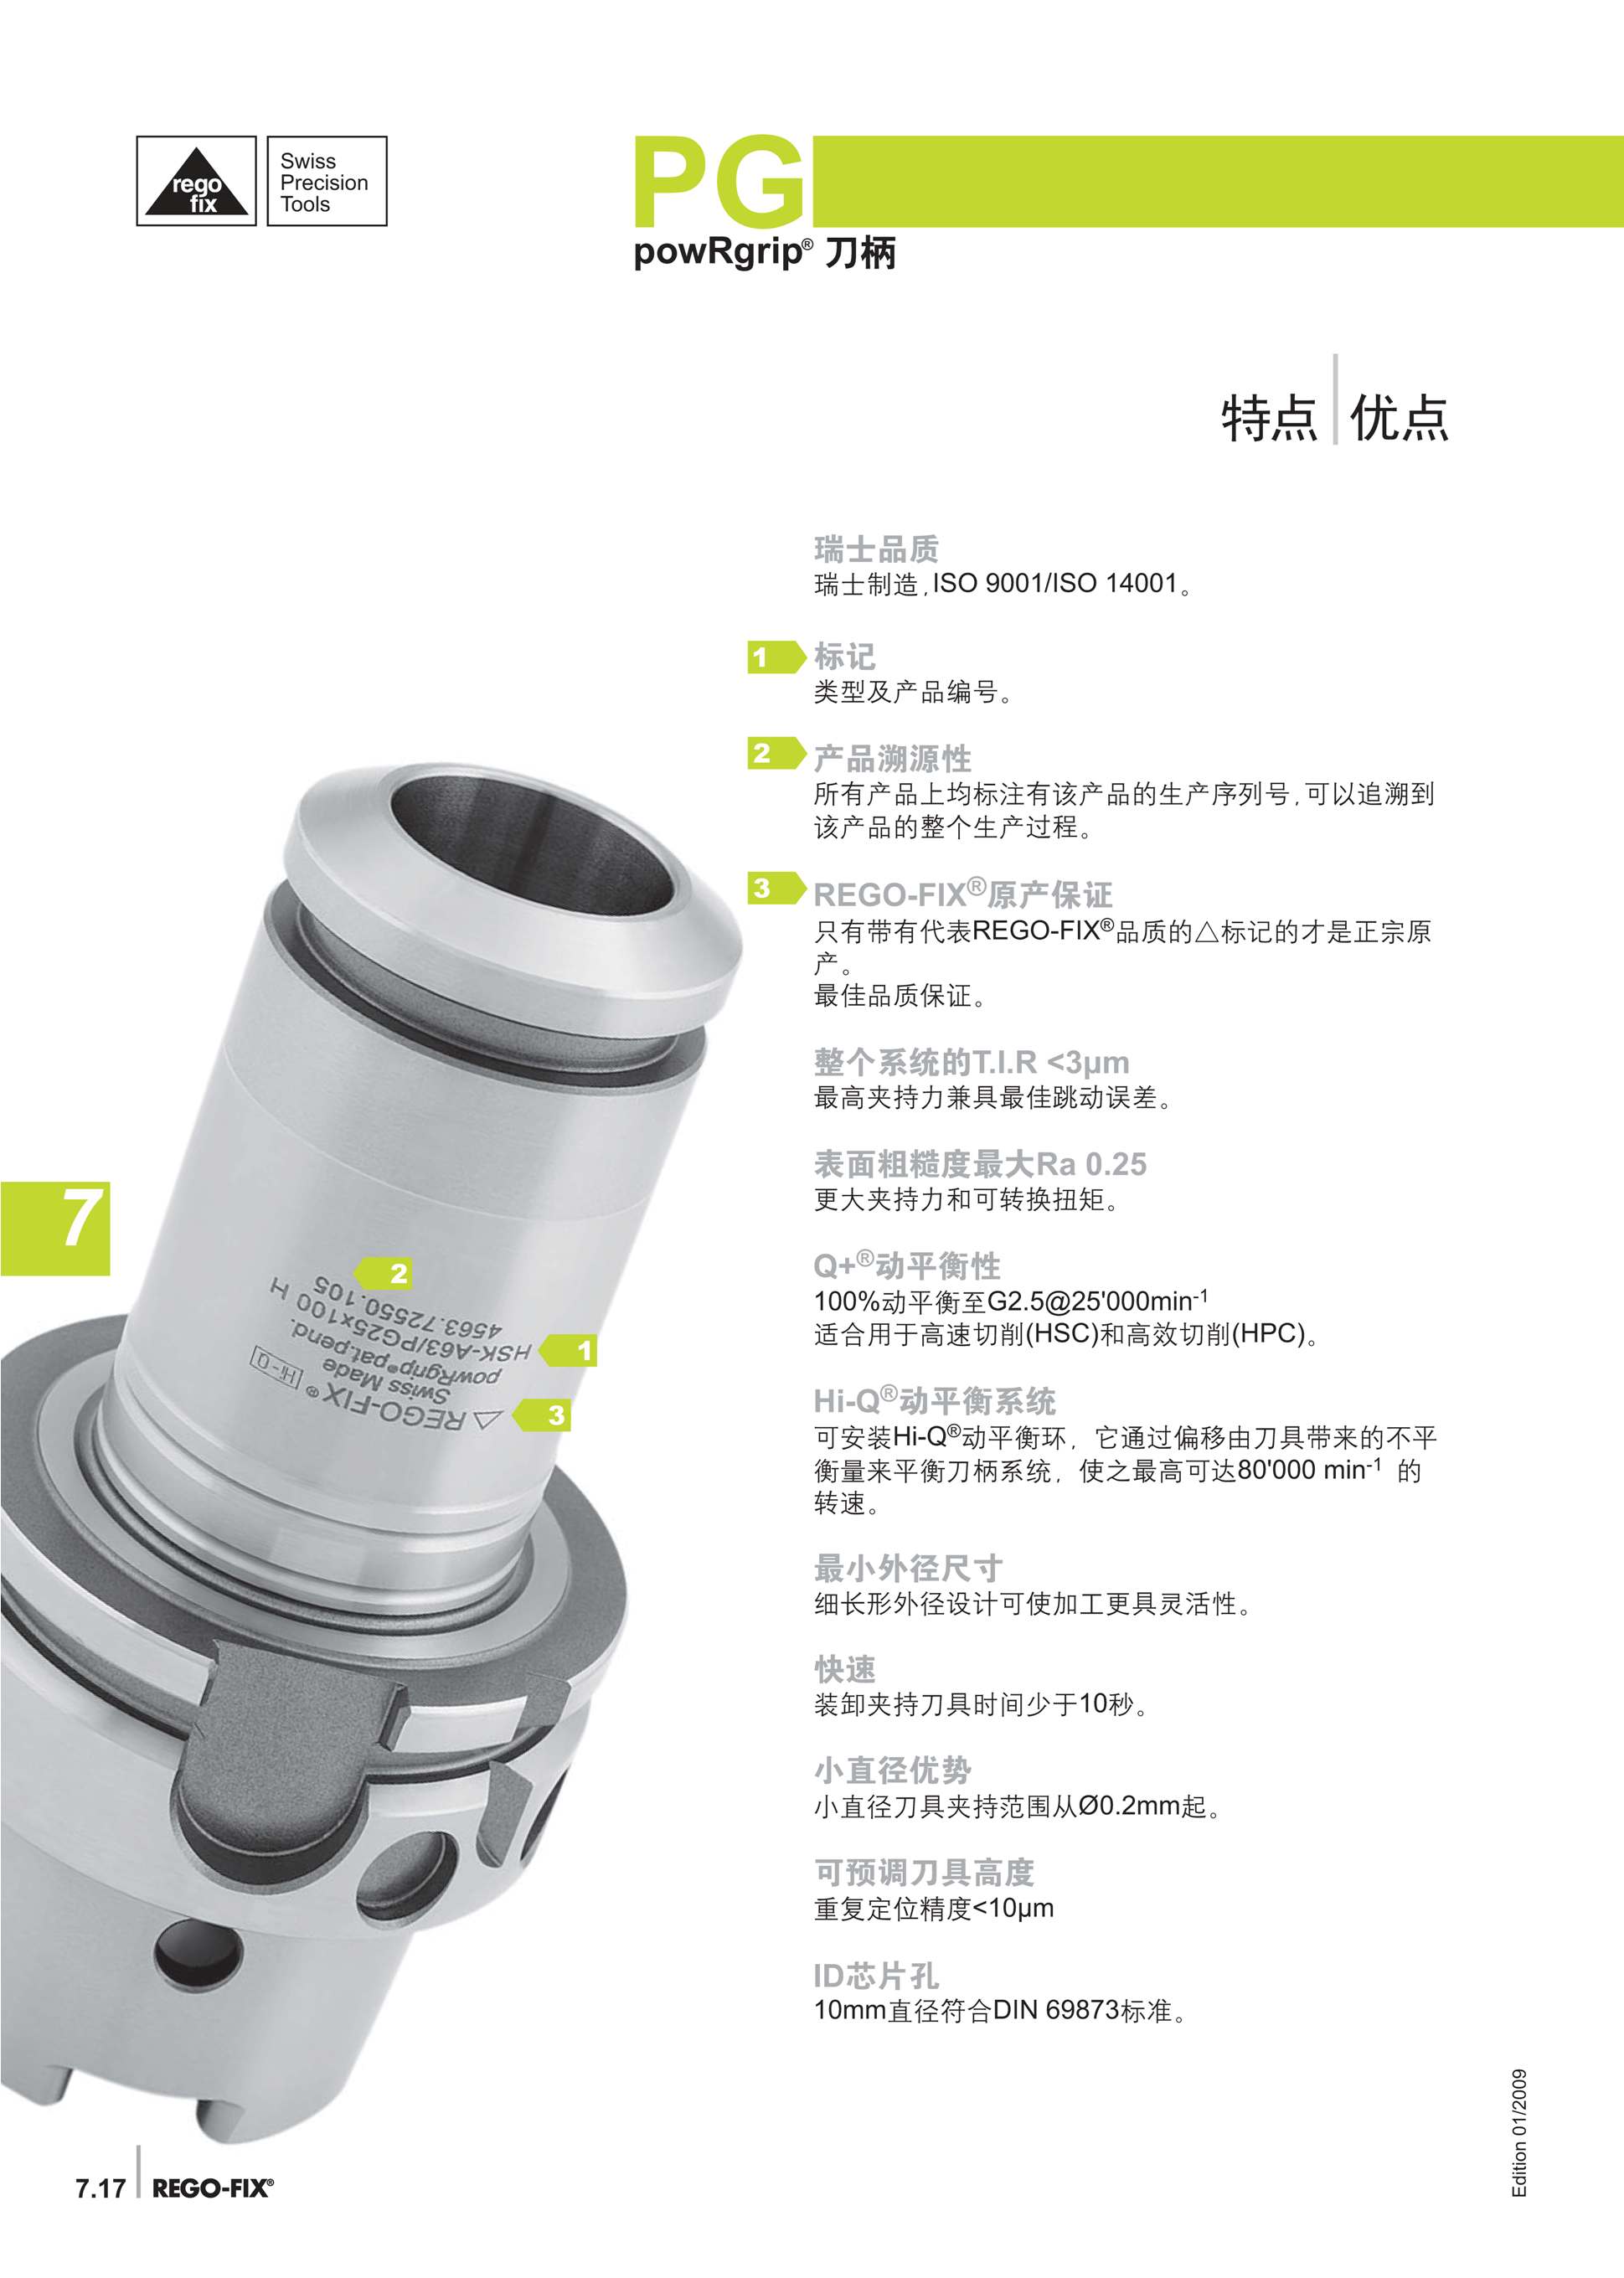 rego
fix
Swiss
Precision
Tools
PG
powRgrip® 刀柄
特点 优点
瑞士品质
瑞士制造,ISO 9001/ISO 14001。
1 标记
类型及产品编号。
2 产品溯源性
所有产品上均标注有该产品的生产序列号,可以追溯到
该产品的整个生产过程。
3 REGO-FIX®原产保证
只有带有代表REGO-FIX®品质的△标记的才是正宗原
产。
最佳品质保证。
整个系统的T.I.R <3µm
最高夹持力兼具最佳跳动误差。
表面粗糙度最大Ra 0.25
更大夹持力和可转换扭矩。
Q+®动平衡性
100%动平衡至G2.5@25'000min-1
适合用于高速切削(HSC)和高效切削(HPC)。
Hi-Q®动平衡系统
可安装Hi-Q®动平衡环，它通过偏移由刀具带来的不平
衡量来平衡刀柄系统，使之最高可达80'000 min-1 的
转速。
最小外径尺寸
细长形外径设计可使加工更具灵活性。
快速
装卸夹持刀具时间少于10秒。
小直径优势
小直径刀具夹持范围从Ø0.2mm起。
可预调刀具高度
重复定位精度<10µm
ID芯片孔
10mm直径符合DIN 69873标准。
7
2
1
3
△ REGO-FIX®
Swiss Made
Hi-Q
powRgrip® pat.pend.
HSK-A63/PG25x100 H
4563.72550.105
7.17 REGO-FIX®
Edition 01/2009